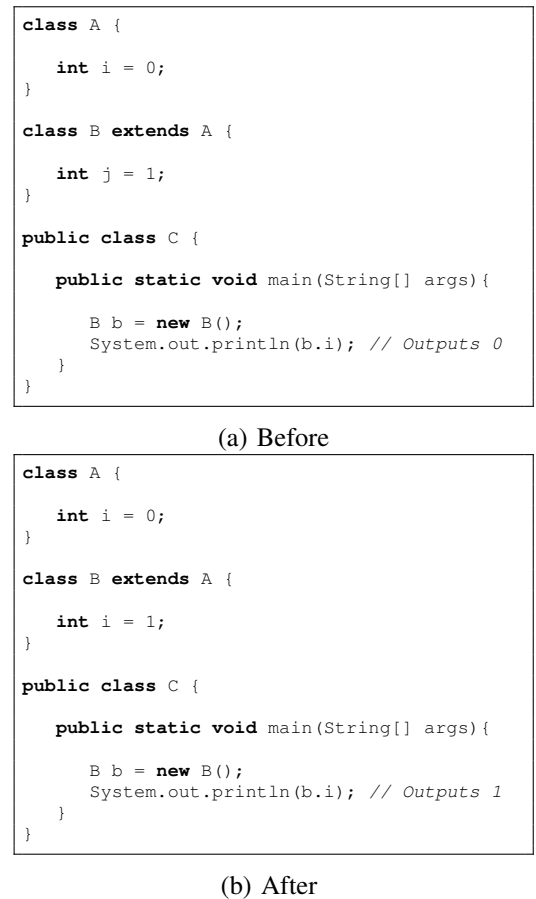 class A {
int i = 0;
}
class B extends A {
int j = 1;
}
public class C {
public static void main(String[] args){
B b = new B();
System.out.println(b.i); // Outputs 0
}
}
(a) Before
class A {
int i = 0;
}
class B extends A {
int i = 1;
}
public class C {
public static void main(String[] args){
B b = new B();
System.out.println(b.i); // Outputs 1
}
}
(b) After